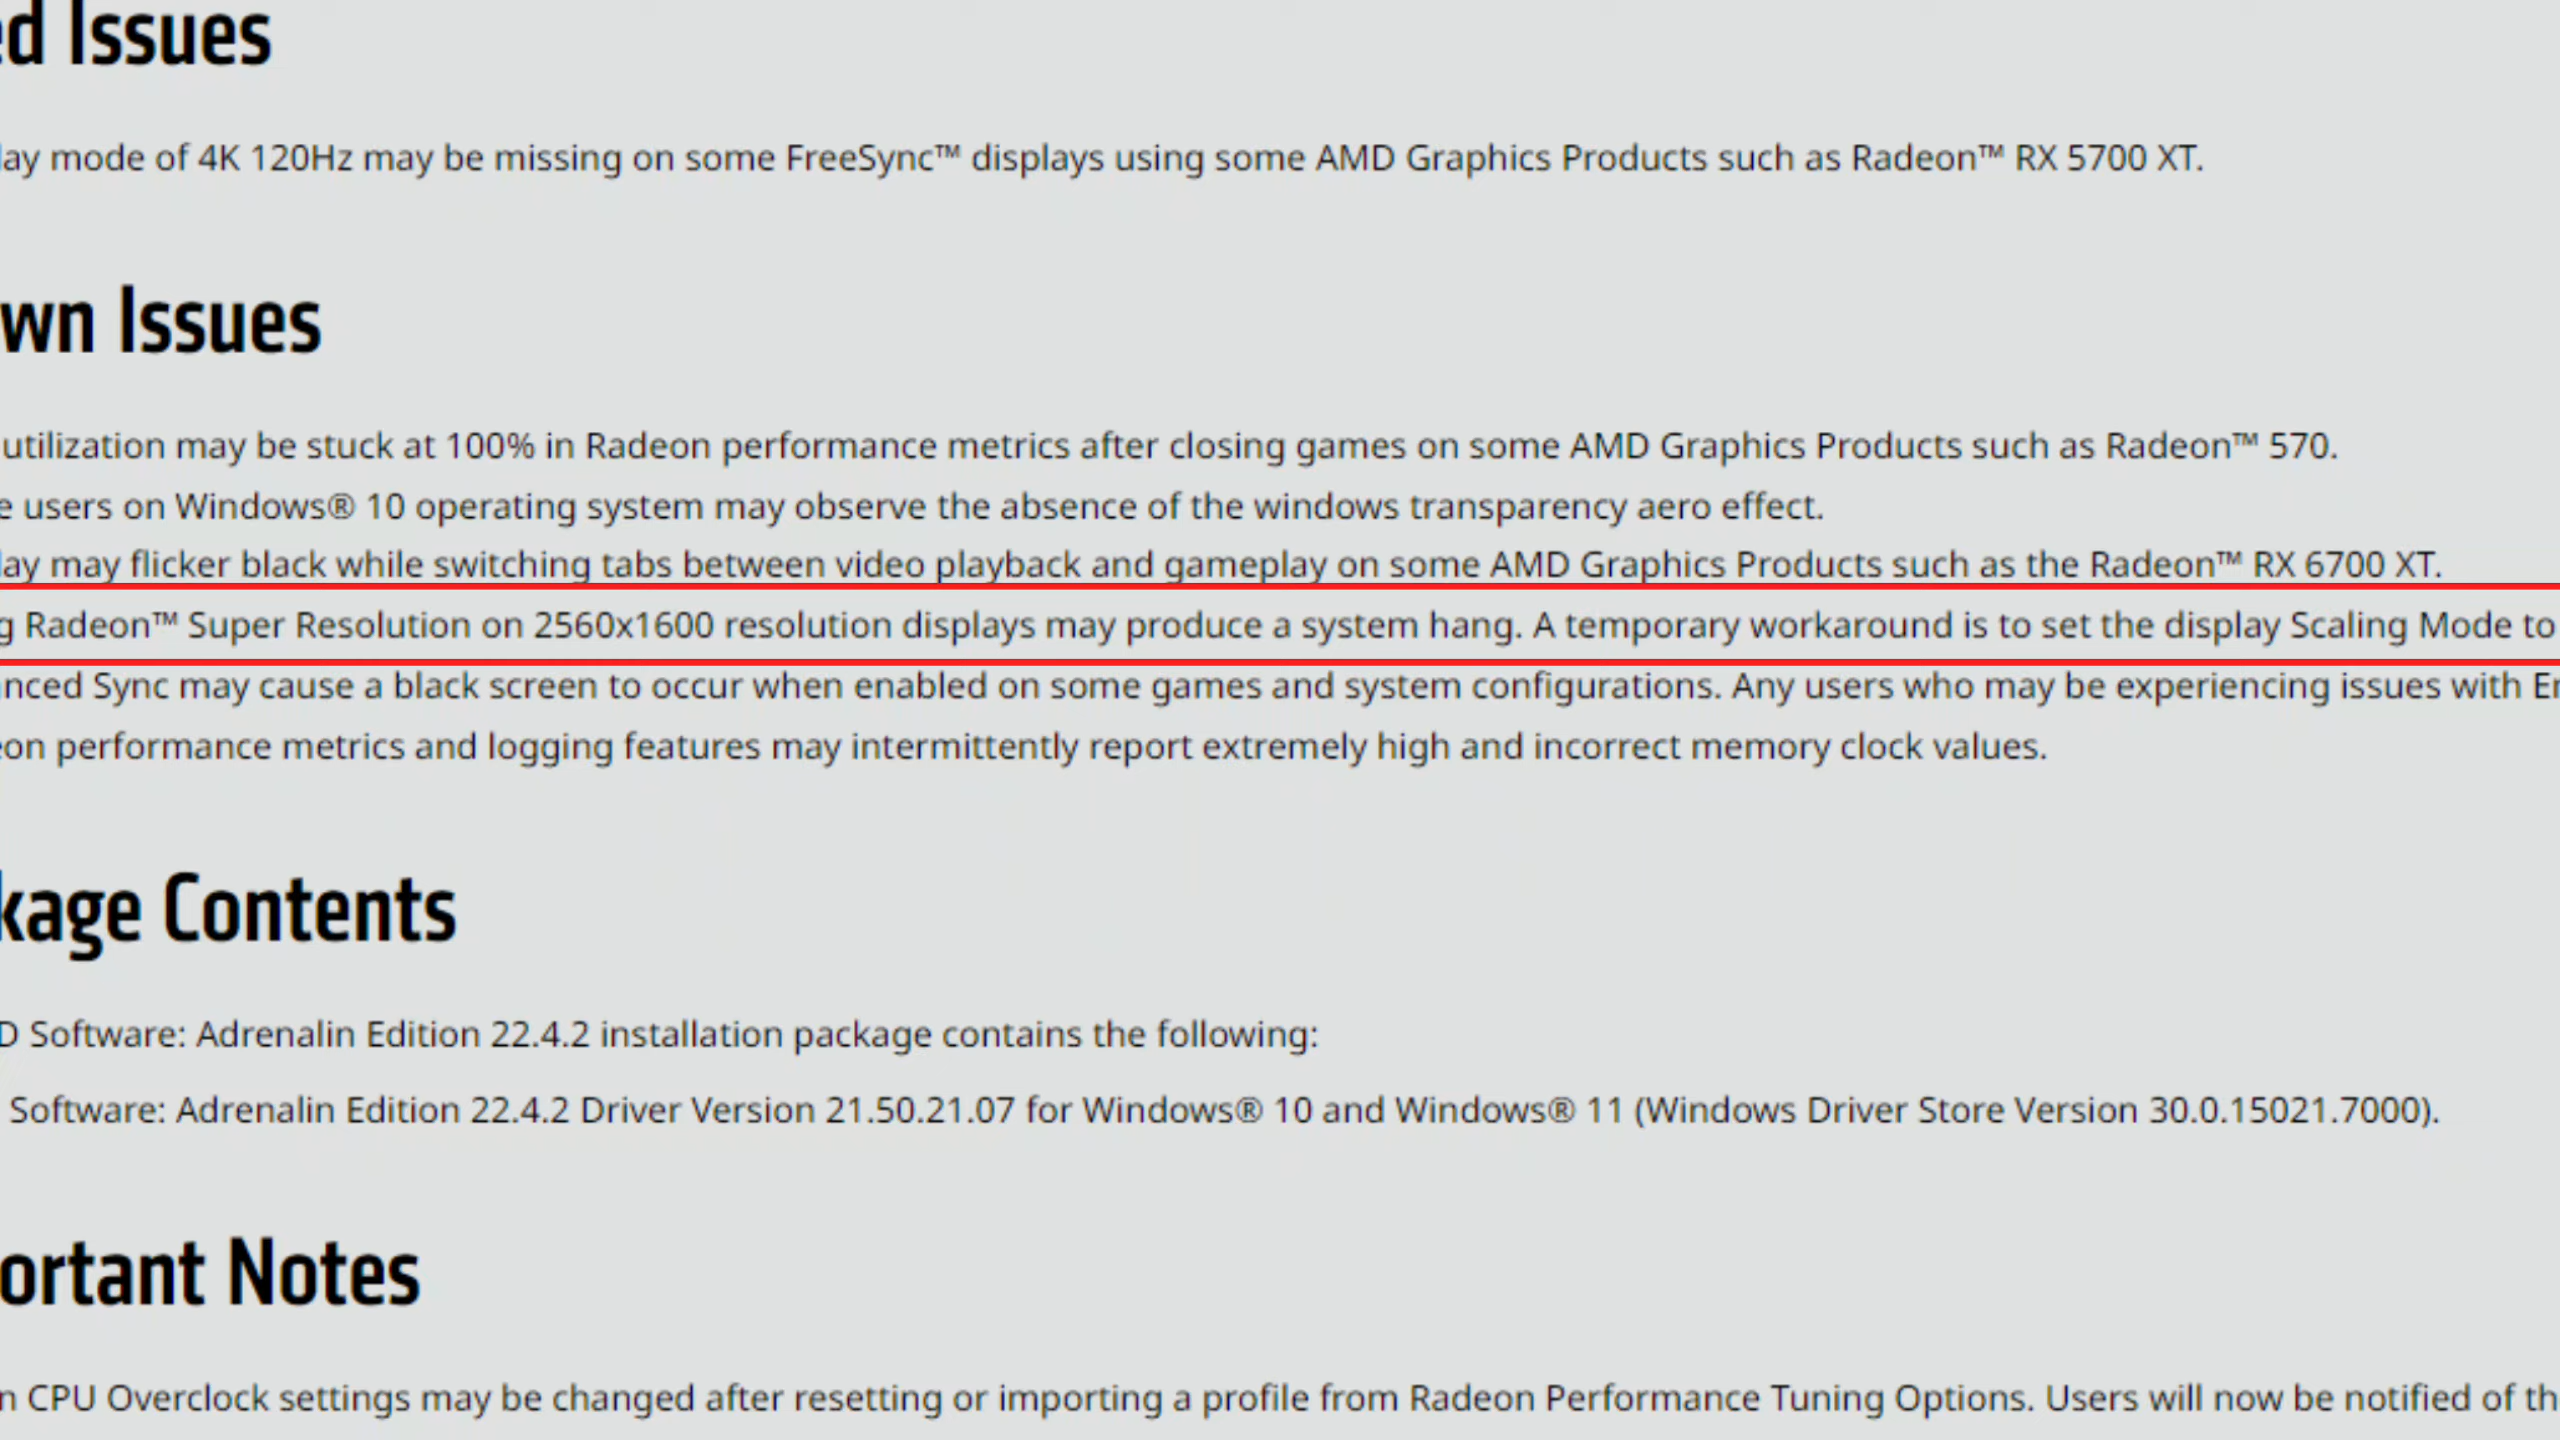 ed Issues
lay mode of 4K 120Hz may be missing on some FreeSync™ displays using some AMD Graphics Products such as Radeon™ RX 5700 XT.
wn Issues
utilization may be stuck at 100% in Radeon performance metrics after closing games on some AMD Graphics Products such as Radeon™ 570.
e users on Windows® 10 operating system may observe the absence of the windows transparency aero effect.
lay may flicker black while switching tabs between video playback and gameplay on some AMD Graphics Products such as the Radeon™ RX 6700 XT.
g Radeon™ Super Resolution on 2560x1600 resolution displays may produce a system hang. A temporary workaround is to set the display Scaling Mode to
nced Sync may cause a black screen to occur when enabled on some games and system configurations. Any users who may be experiencing issues with En
eon performance metrics and logging features may intermittently report extremely high and incorrect memory clock values.
kage Contents
D Software: Adrenalin Edition 22.4.2 installation package contains the following:
Software: Adrenalin Edition 22.4.2 Driver Version 21.50.21.07 for Windows® 10 and Windows® 11 (Windows Driver Store Version 30.0.15021.7000).
ortant Notes
n CPU Overclock settings may be changed after resetting or importing a profile from Radeon Performance Tuning Options. Users will now be notified of th